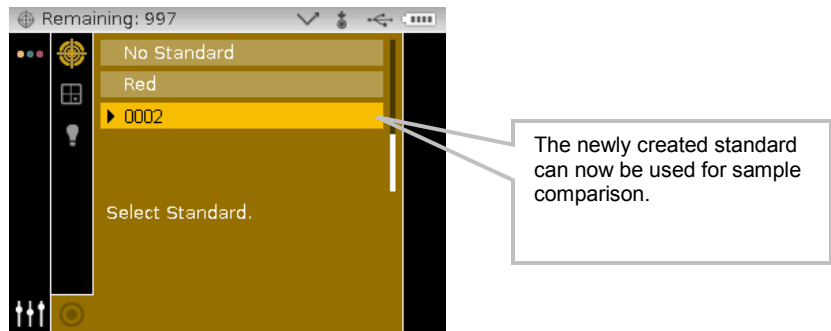 Remaining: 997
No Standard
Red
0002
Select Standard.
The newly created standard
can now be used for sample
comparison.